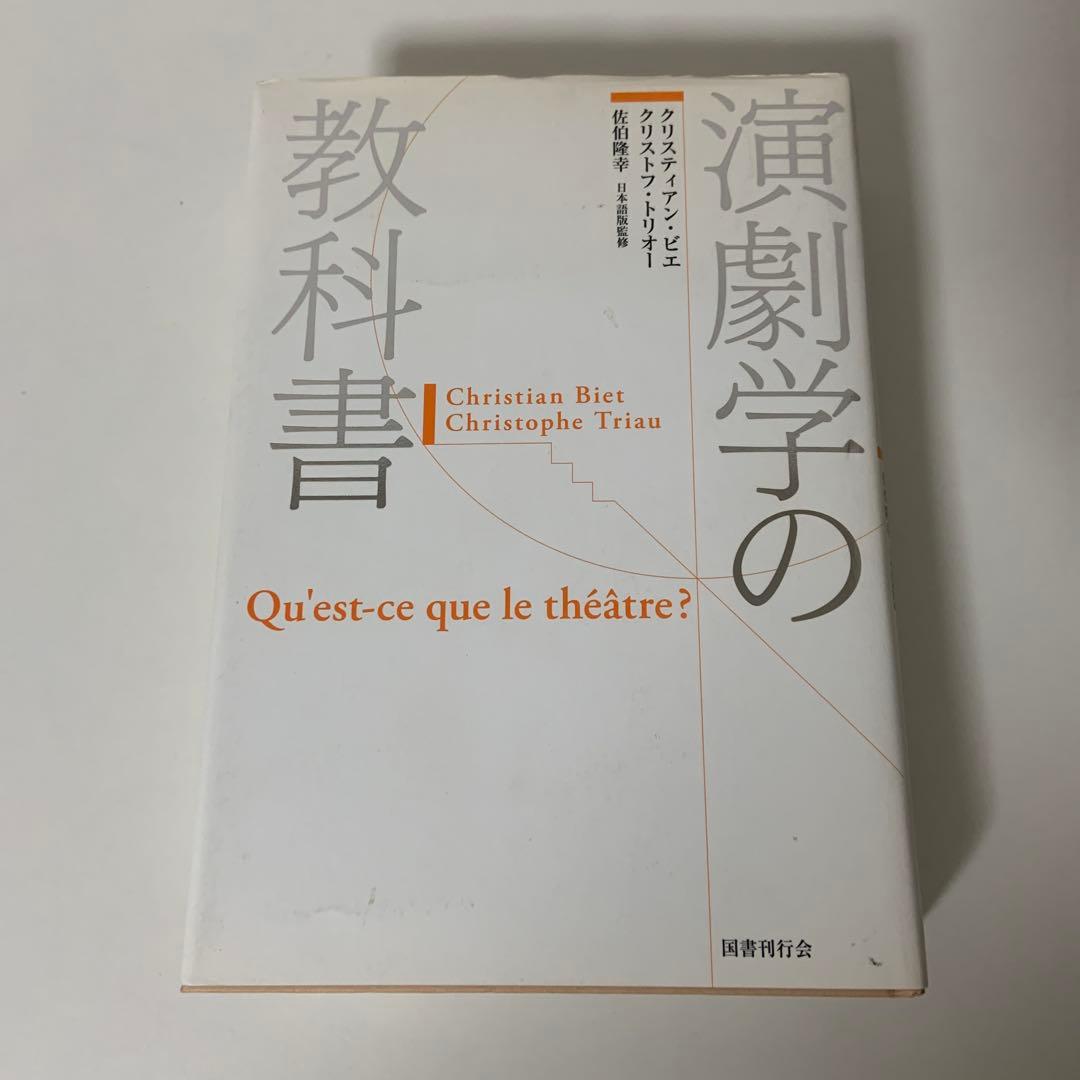 演劇学の
教科書
クリスティアン・ビエ
クリストフ・トリオー
佐伯隆幸 日本語版監修
Christian Biet
Christophe Triau
Qu'est-ce que le théâtre?
国書刊行会